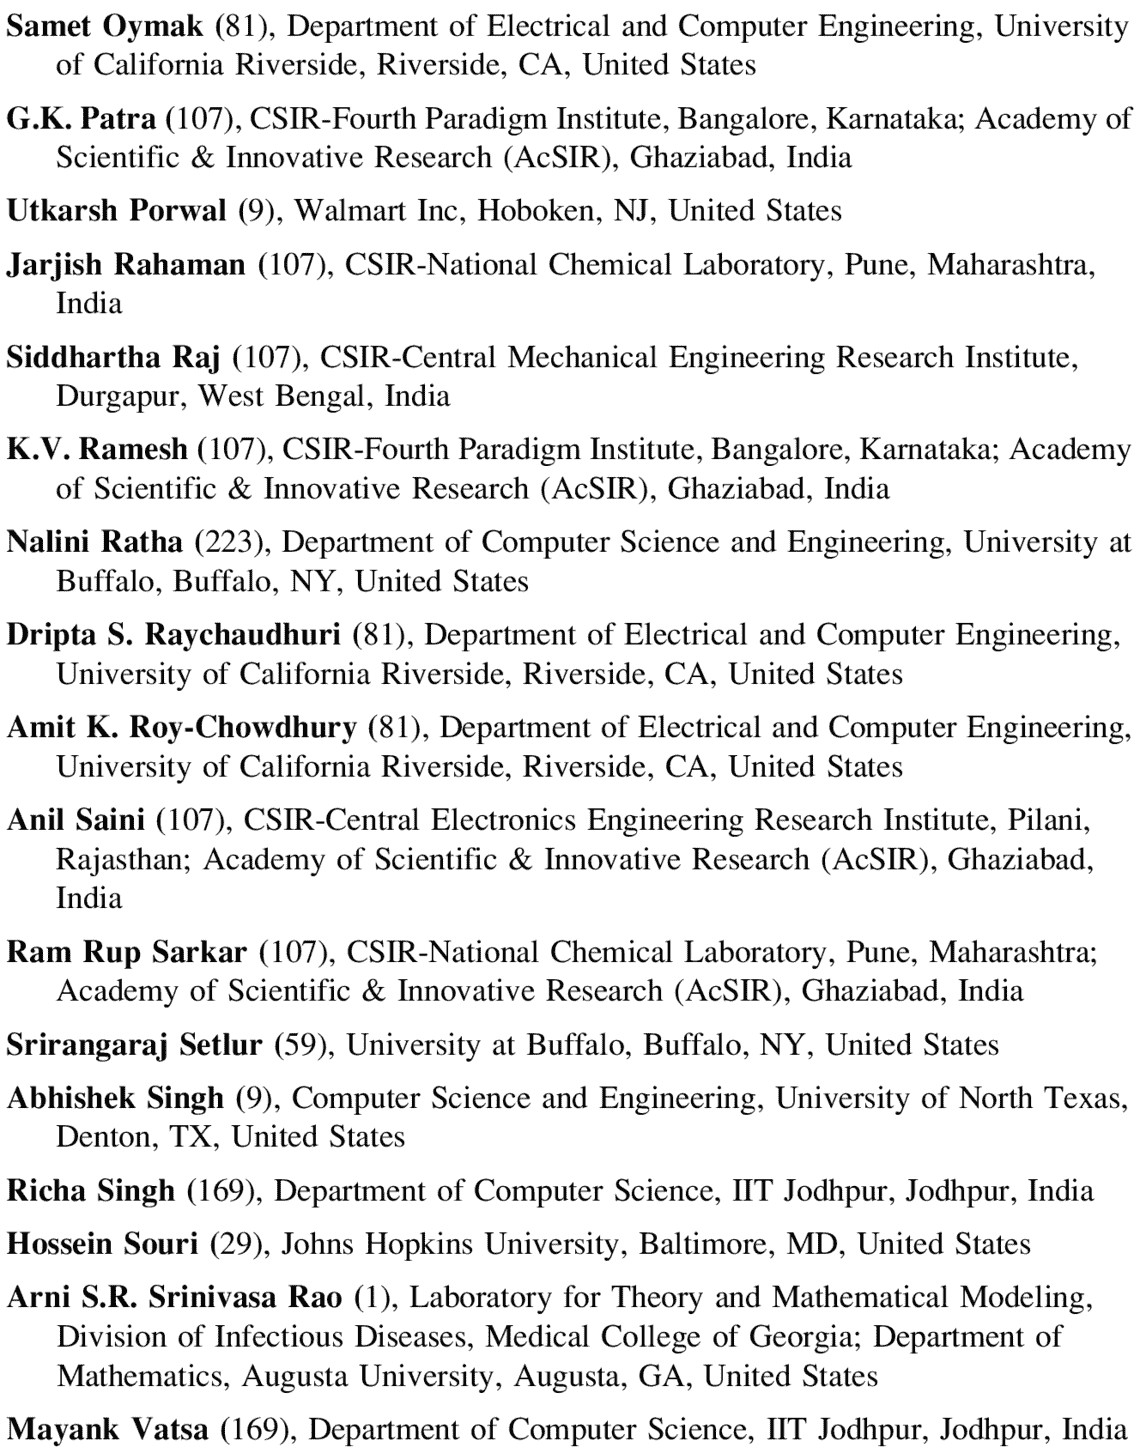 Samet Oymak (81), Department of Electrical and Computer Engineering, University
of California Riverside, Riverside, CA, United States
G.K. Patra (107), CSIR-Fourth Paradigm Institute, Bangalore, Karnataka; Academy of
Scientific & Innovative Research (AcSIR), Ghaziabad, India
Utkarsh Porwal (9), Walmart Inc, Hoboken, NJ, United States
Jarjish Rahaman (107), CSIR-National Chemical Laboratory, Pune, Maharashtra,
India
Siddhartha Raj (107), CSIR-Central Mechanical Engineering Research Institute,
Durgapur, West Bengal, India
K.V. Ramesh (107), CSIR-Fourth Paradigm Institute, Bangalore, Karnataka; Academy
of Scientific & Innovative Research (AcSIR), Ghaziabad, India
Nalini Ratha (223), Department of Computer Science and Engineering, University at
Buffalo, Buffalo, NY, United States
Dripta S. Raychaudhuri (81), Department of Electrical and Computer Engineering,
University of California Riverside, Riverside, CA, United States
Amit K. Roy-Chowdhury (81), Department of Electrical and Computer Engineering,
University of California Riverside, Riverside, CA, United States
Anil Saini (107), CSIR-Central Electronics Engineering Research Institute, Pilani,
Rajasthan; Academy of Scientific & Innovative Research (AcSIR), Ghaziabad,
India
Ram Rup Sarkar (107), CSIR-National Chemical Laboratory, Pune, Maharashtra;
Academy of Scientific & Innovative Research (AcSIR), Ghaziabad, India
Srirangaraj Setlur (59), University at Buffalo, Buffalo, NY, United States
Abhishek Singh (9), Computer Science and Engineering, University of North Texas,
Denton, TX, United States
Richa Singh (169), Department of Computer Science, IIT Jodhpur, Jodhpur, India
Hossein Souri (29), Johns Hopkins University, Baltimore, MD, United States
Arni S.R. Srinivasa Rao (1), Laboratory for Theory and Mathematical Modeling,
Division of Infectious Diseases, Medical College of Georgia; Department of
Mathematics, Augusta University, Augusta, GA, United States
Mayank Vatsa (169), Department of Computer Science, IIT Jodhpur, Jodhpur, India